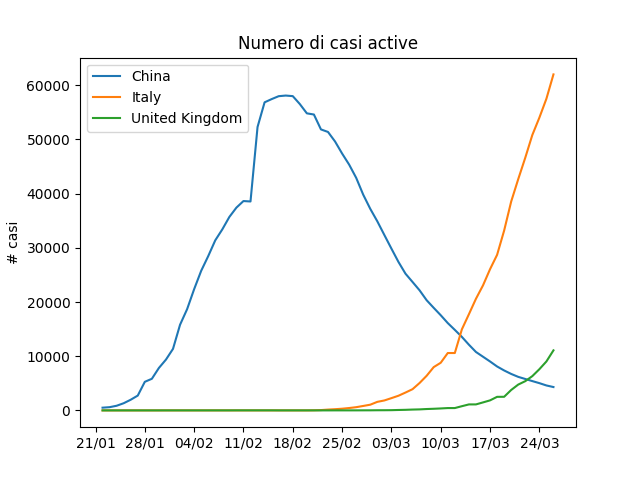 Numero di casi active
China
Italy
United Kingdom
# casi
60000
50000
40000
30000
20000
10000
0
21/01 28/01 04/02 11/02 18/02 25/02 03/03 10/03 17/03 24/03